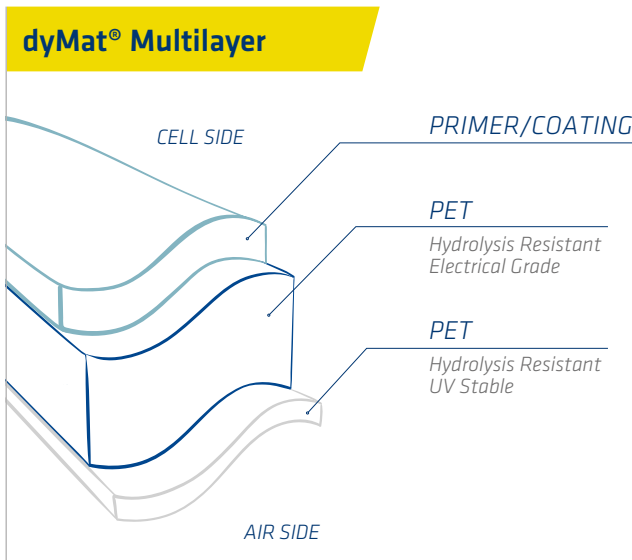 dyMat® Multilayer
CELL SIDE
PRIMER/COATING
PET
Hydrolysis Resistant
Electrical Grade
PET
Hydrolysis Resistant
UV Stable
AIR SIDE